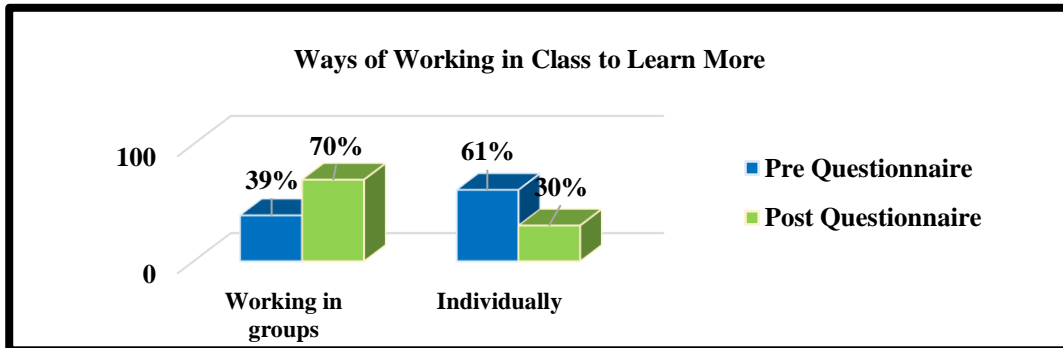 Ways of Working in Class to Learn More
100
0
39%
70%
61%
30%
Working in
groups
Individually
Pre Questionnaire
Post Questionnaire